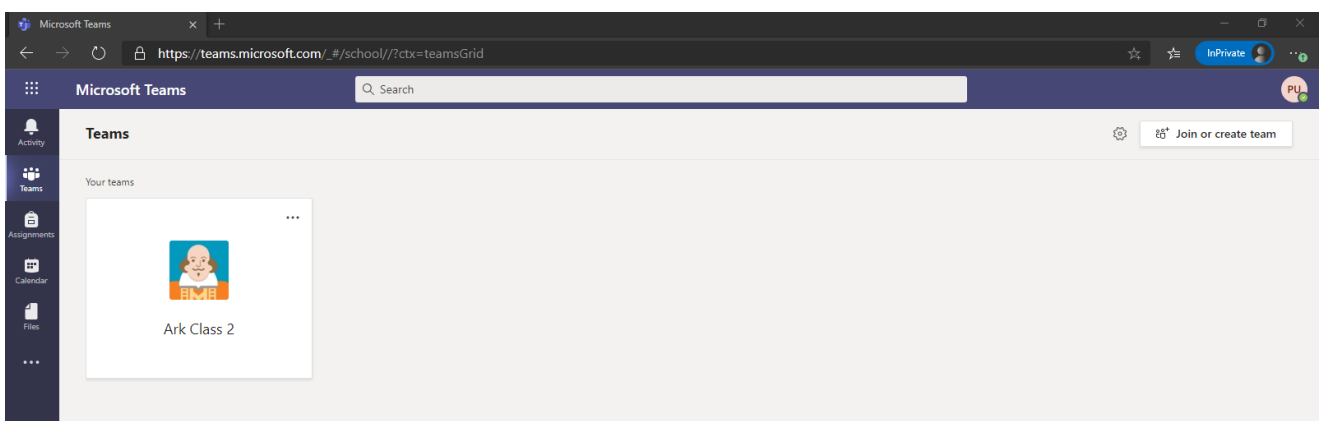 Microsoft Teams
https://teams.microsoft.com/_#/school//?ctx=teamsGrid
InPrivate
Microsoft Teams
Search
PU
Activity
Teams
Join or create team
Teams
Your teams
Assignments
Calendar
Files
Ark Class 2